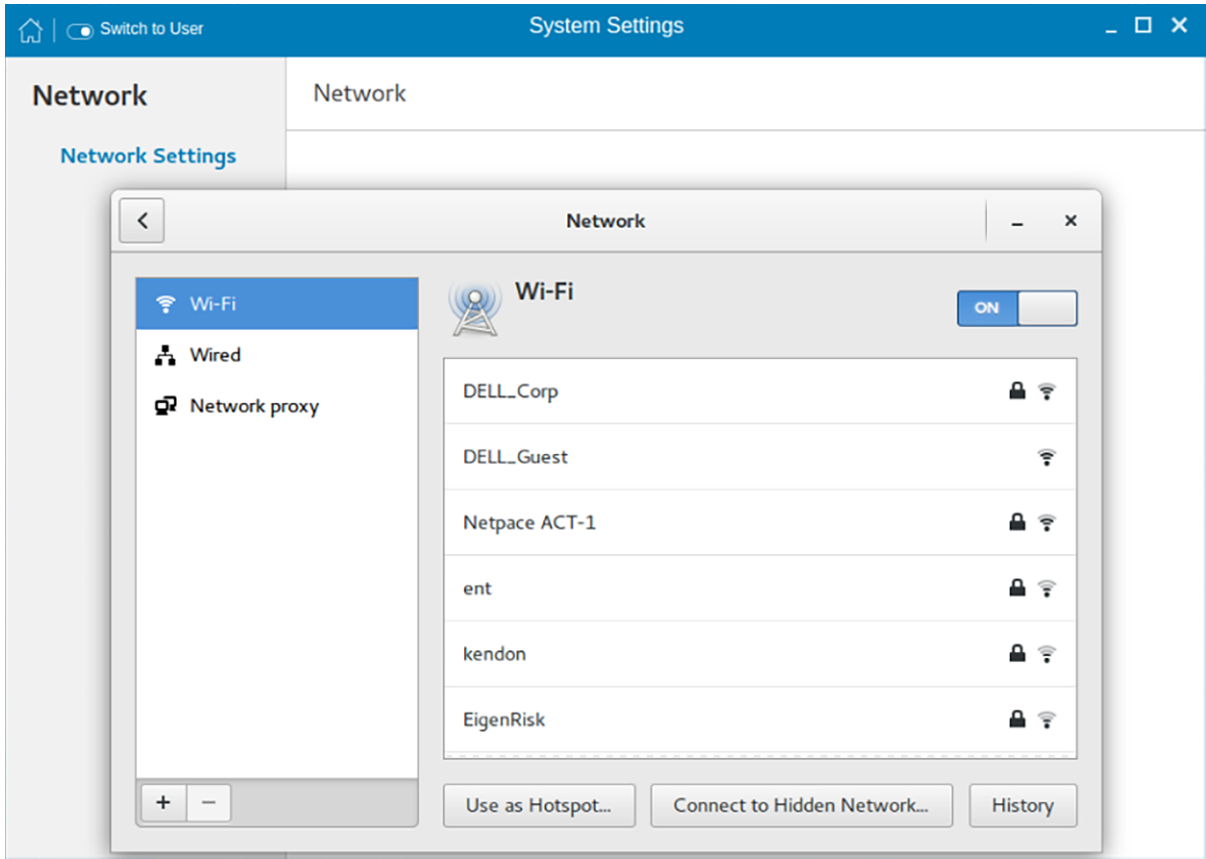 Switch to User
System Settings
Network
Network
Network Settings
Network
Wi-Fi
Wired
Network proxy
Wi-Fi
ON
DELL_Corp
DELL_Guest
Netpace ACT-1
ent
kendon
EigenRisk
Use as Hotspot...
Connect to Hidden Network...
History